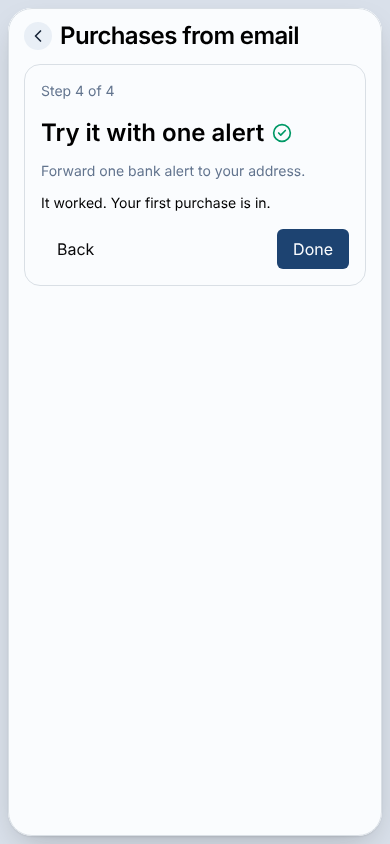 Purchases from email
Step 4 of 4
Try it with one alert
Forward one bank alert to your address.
It worked. Your first purchase is in.
Back
Done